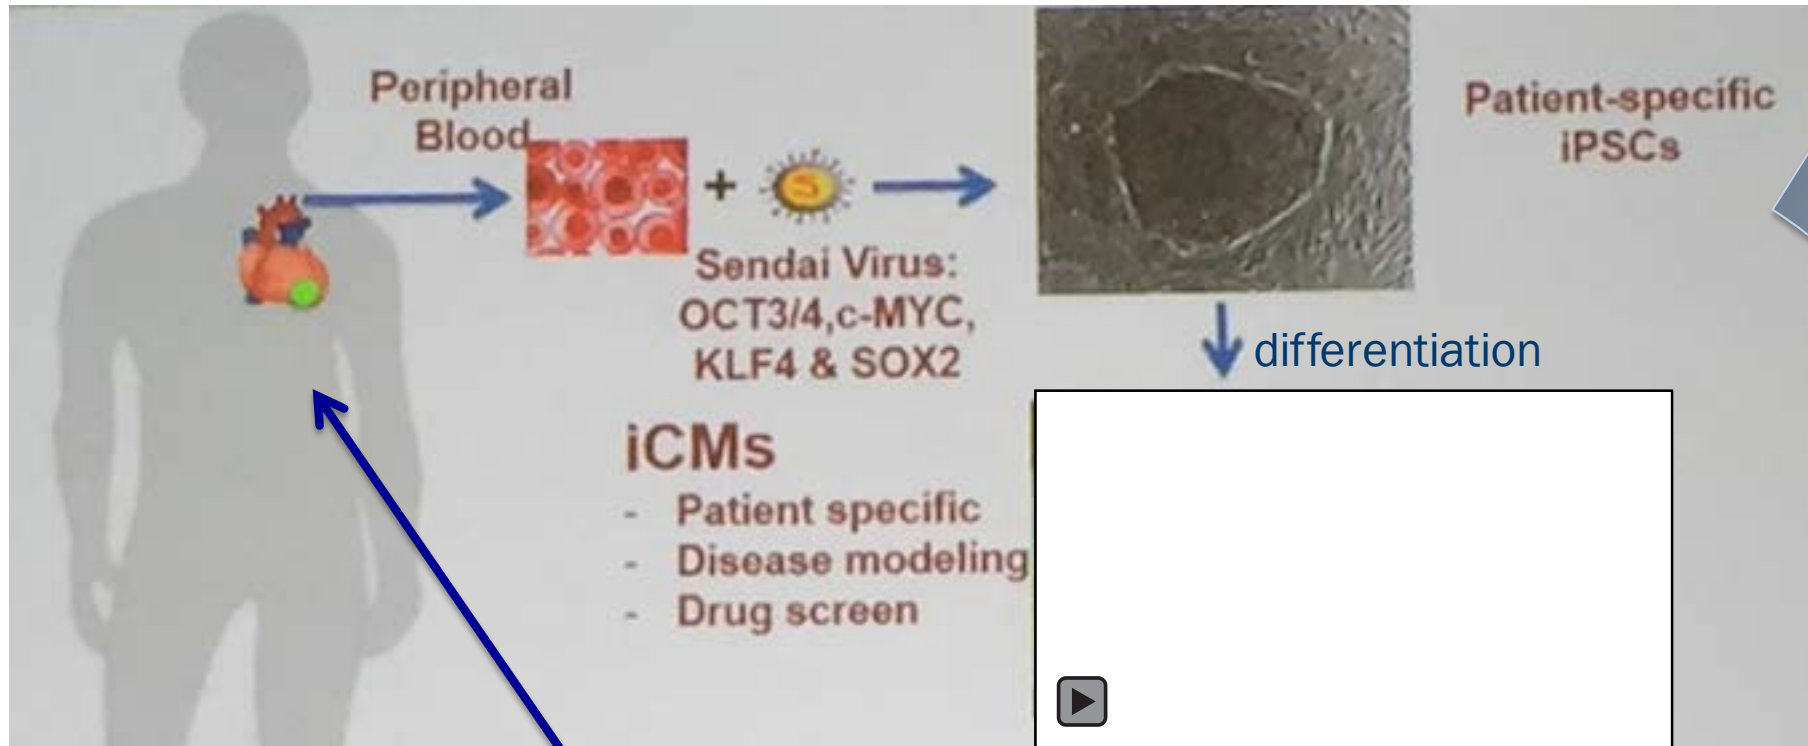 Peripheral
Blood
S
Sendai Virus:
OCT3/4,c-MYC,
KLF4 & SOX2
Patient-specific
iPSCs
differentiation
iCMs
- Patient specific
- Disease modeling
- Drug screen